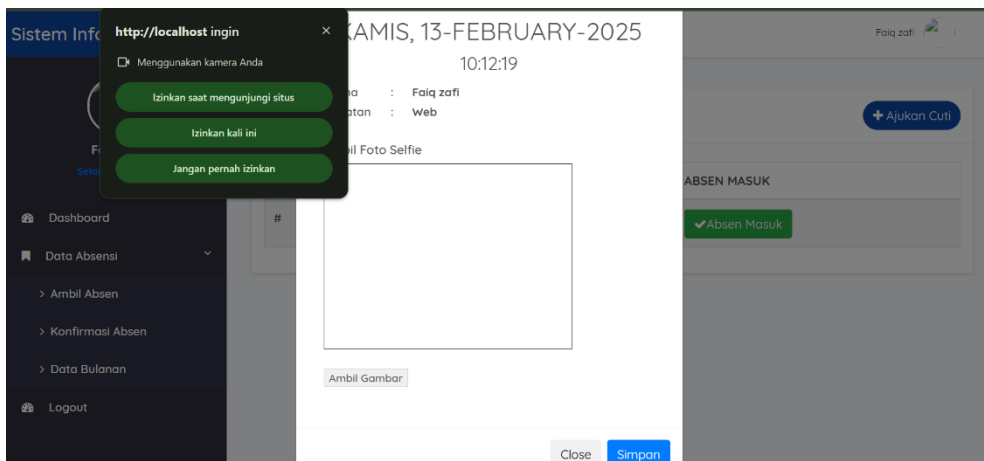 Sistem Info
http://localhost ingin
×
Menggunakan kamera Anda
Izinkan saat mengunjungi situs
Izinkan kali ini
Jangan pernah izinkan
KAMIS, 13-FEBRUARY-2025
10:12:19
: Faiq zafi
: Web
Foto Selfie
Ambil Gambar
Close
Simpan
Faiq zafi
+ Ajukan Cuti
ABSEN MASUK
#
Absen Masuk
Dashboard
Data Absensi
> Ambil Absen
> Konfirmasi Absen
> Data Bulanan
Logout